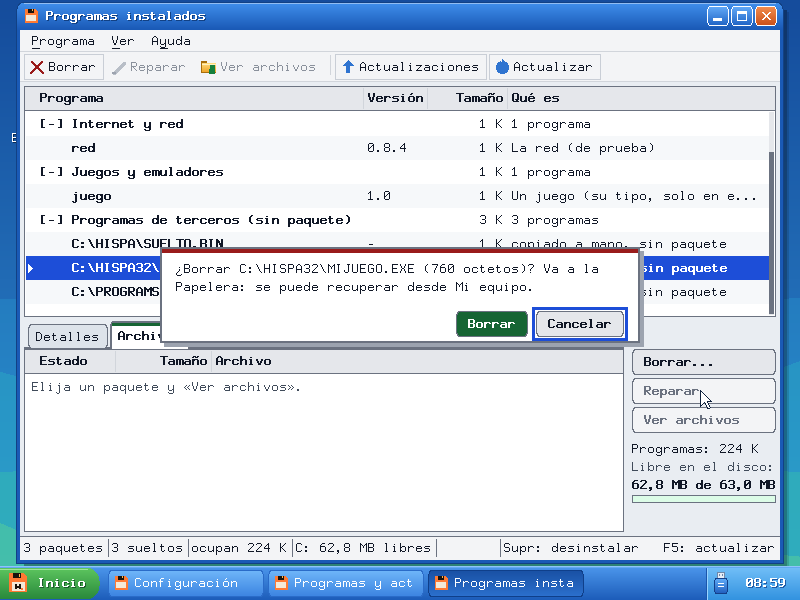 Programas instalados
Programa Ver Ayuda
Borrar Reparar Ver archivos Actualizaciones Actualizar
Programa Versión Tamaño Qué es
[-] Internet y red 1 K 1 programa
red 0.8.4 1 K La red (de prueba)
[-] Juegos y emuladores 1 K 1 programa
juego 1.0 1 K Un juego (su tipo, solo en e...
[-] Programas de terceros (sin paquete) 3 K 3 programas
C:\HISPA\SUELTO.BIN - 1 K copiado a mano, sin paquete
C:\HISPA32\ sin paquete
C:\PROGRAMS sin paquete
¿Borrar C:\HISPA32\MIJUEGO.EXE (760 octetos)? Va a la
Papelera: se puede recuperar desde Mi equipo.
Borrar Cancelar
Detalles Archiv
Estado Tamaño Archivo
Elija un paquete y «Ver archivos».
Borrar...
Reparar
Ver archivos
Programas: 224 K
Libre en el disco:
62,8 MB de 63,0 MB
3 paquetes 3 sueltos ocupan 224 K C: 62,8 MB libres Supr: desinstalar F5: actualizar
Inicio Configuración Programas y act Programas insta 08:59